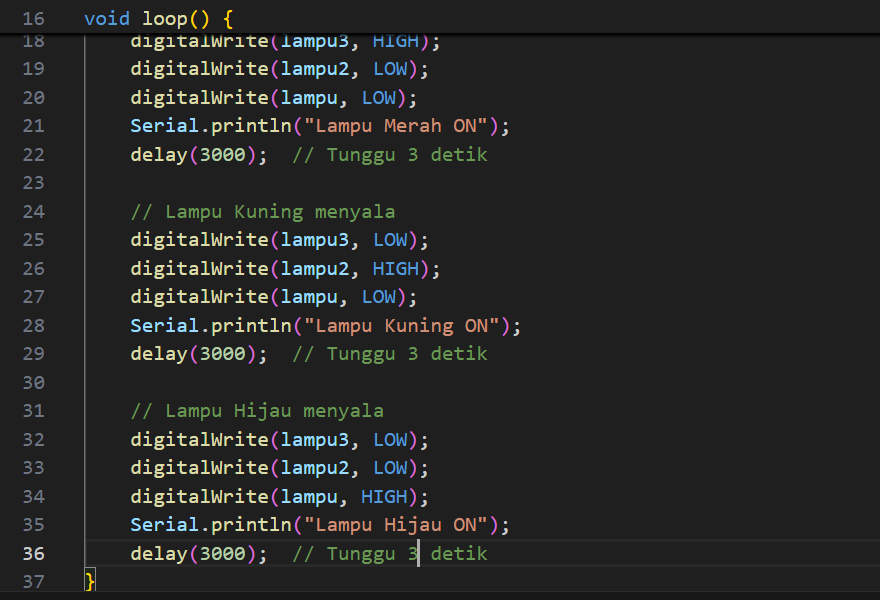 16 void loop() {
18 digitalWrite(lampu3, HIGH);
19 digitalWrite(lampu2, LOW);
20 digitalWrite(lampu, LOW);
21 Serial.println("Lampu Merah ON");
22 delay(3000);  // Tunggu 3 detik
23
24 // Lampu Kuning menyala
25 digitalWrite(lampu3, LOW);
26 digitalWrite(lampu2, HIGH);
27 digitalWrite(lampu, LOW);
28 Serial.println("Lampu Kuning ON");
29 delay(3000);  // Tunggu 3 detik
30
31 // Lampu Hijau menyala
32 digitalWrite(lampu3, LOW);
33 digitalWrite(lampu2, LOW);
34 digitalWrite(lampu, HIGH);
35 Serial.println("Lampu Hijau ON");
36 delay(3000);  // Tunggu 3 detik
37 }